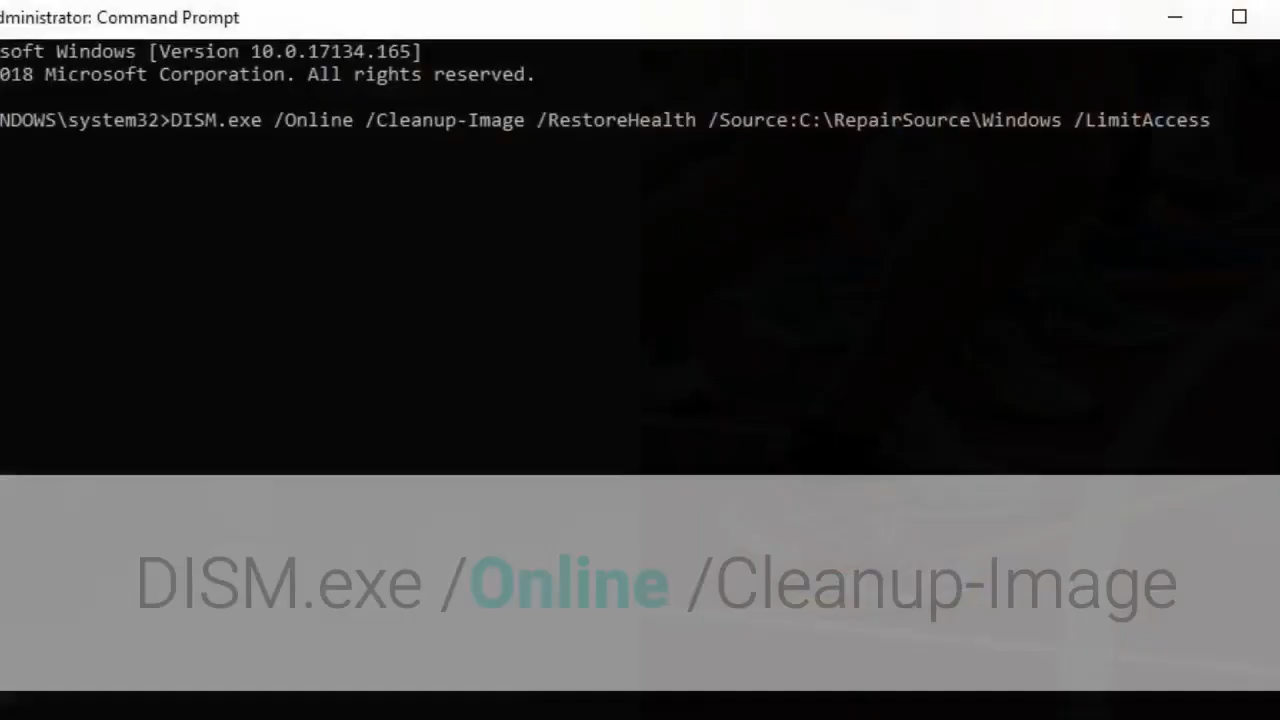 dministrator: Command Prompt
soft Windows [Version 10.0.17134.165]
018 Microsoft Corporation. All rights reserved.
NDOWS\system32>DISM.exe /Online /Cleanup-Image /RestoreHealth /Source:C:\RepairSource\Windows /LimitAccess
DISM.exe /Online /Cleanup-Image